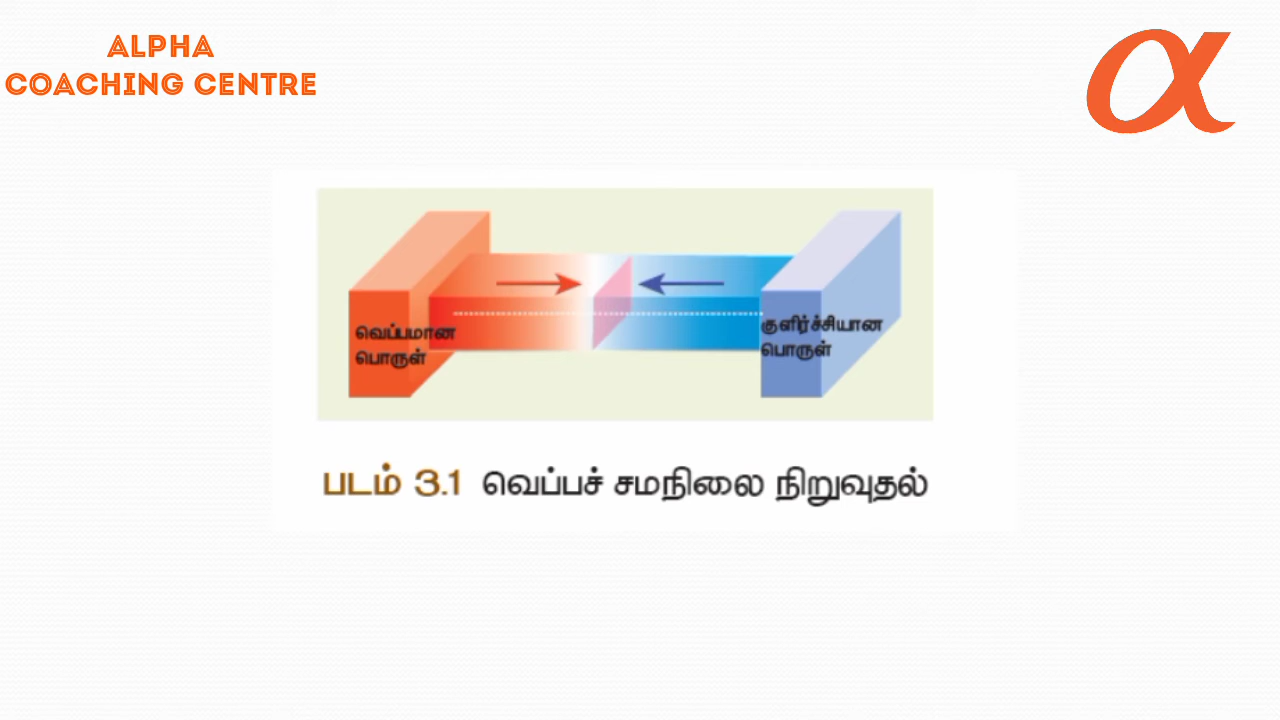 ALPHA
COACHING CENTRE
α
வெப்பமான
பொருள்
குளிர்ச்சியான
பொருள்
படம் 3.1 வெப்பச் சமநிலை நிறுவுதல்